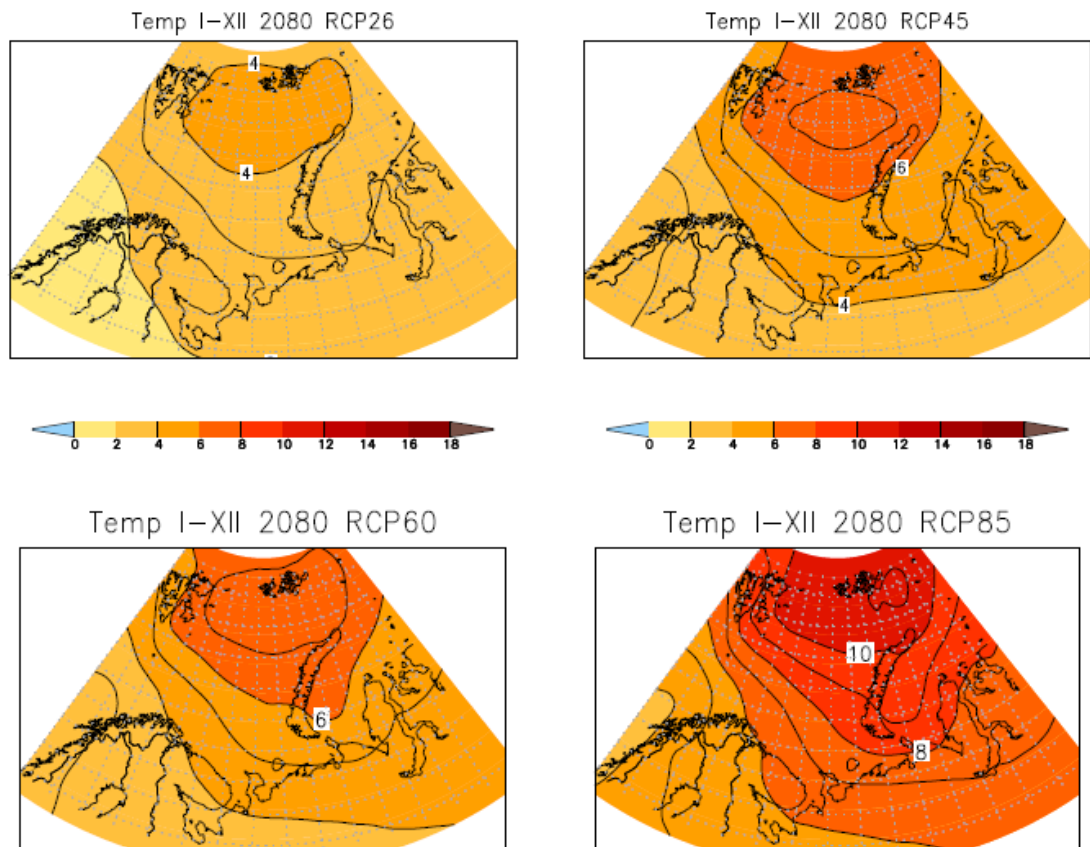 Temp I-XII 2080 RCP26
Temp I-XII 2080 RCP45
4
4
6
4
0 2 4 6 8 10 12 14 16 18
0 2 4 6 8 10 12 14 16 18
Temp I-XII 2080 RCP60
Temp I-XII 2080 RCP85
6
10
8